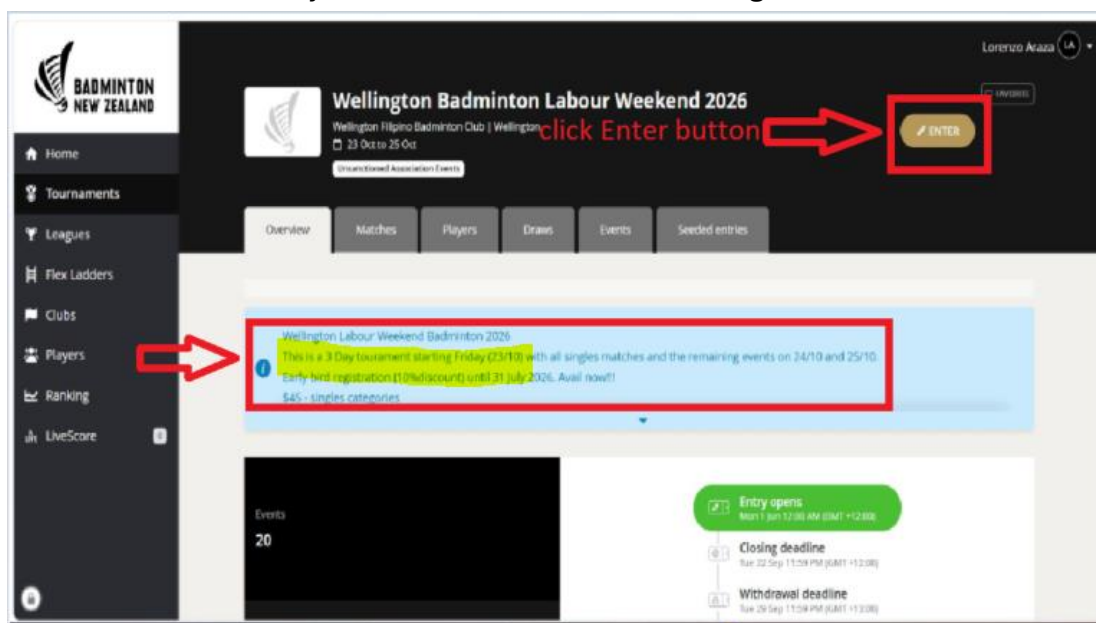 BADMINTON
NEW ZEALAND
Home
Tournaments
Leagues
Flex Ladders
Clubs
Players
Ranking
LiveScore
0
Lorenzo Araza LA
Wellington Badminton Labour Weekend 2026
FAVORITE
Wellington Filipino Badminton Club | Wellington
click Enter button
ENTER
23 Oct to 25 Oct
Unsanctioned Association Events
Overview Matches Players Draws Events Seeded entries
Wellington Labour Weekend Badminton 2026
This is a 3 Day tourament starting Friday (23/10) with all singles matches and the remaining events on 24/10 and 25/10.
Early bird registration (10%discount) until 31 July 2026. Avail now!!!
$45 - singles categories
Events
20
Entry opens
Mon 1 Jun 12:00 AM (GMT +12:00)
Closing deadline
Tue 22 Sep 11:59 PM (GMT +12:00)
Withdrawal deadline
Tue 29 Sep 11:59 PM (GMT +13:00)